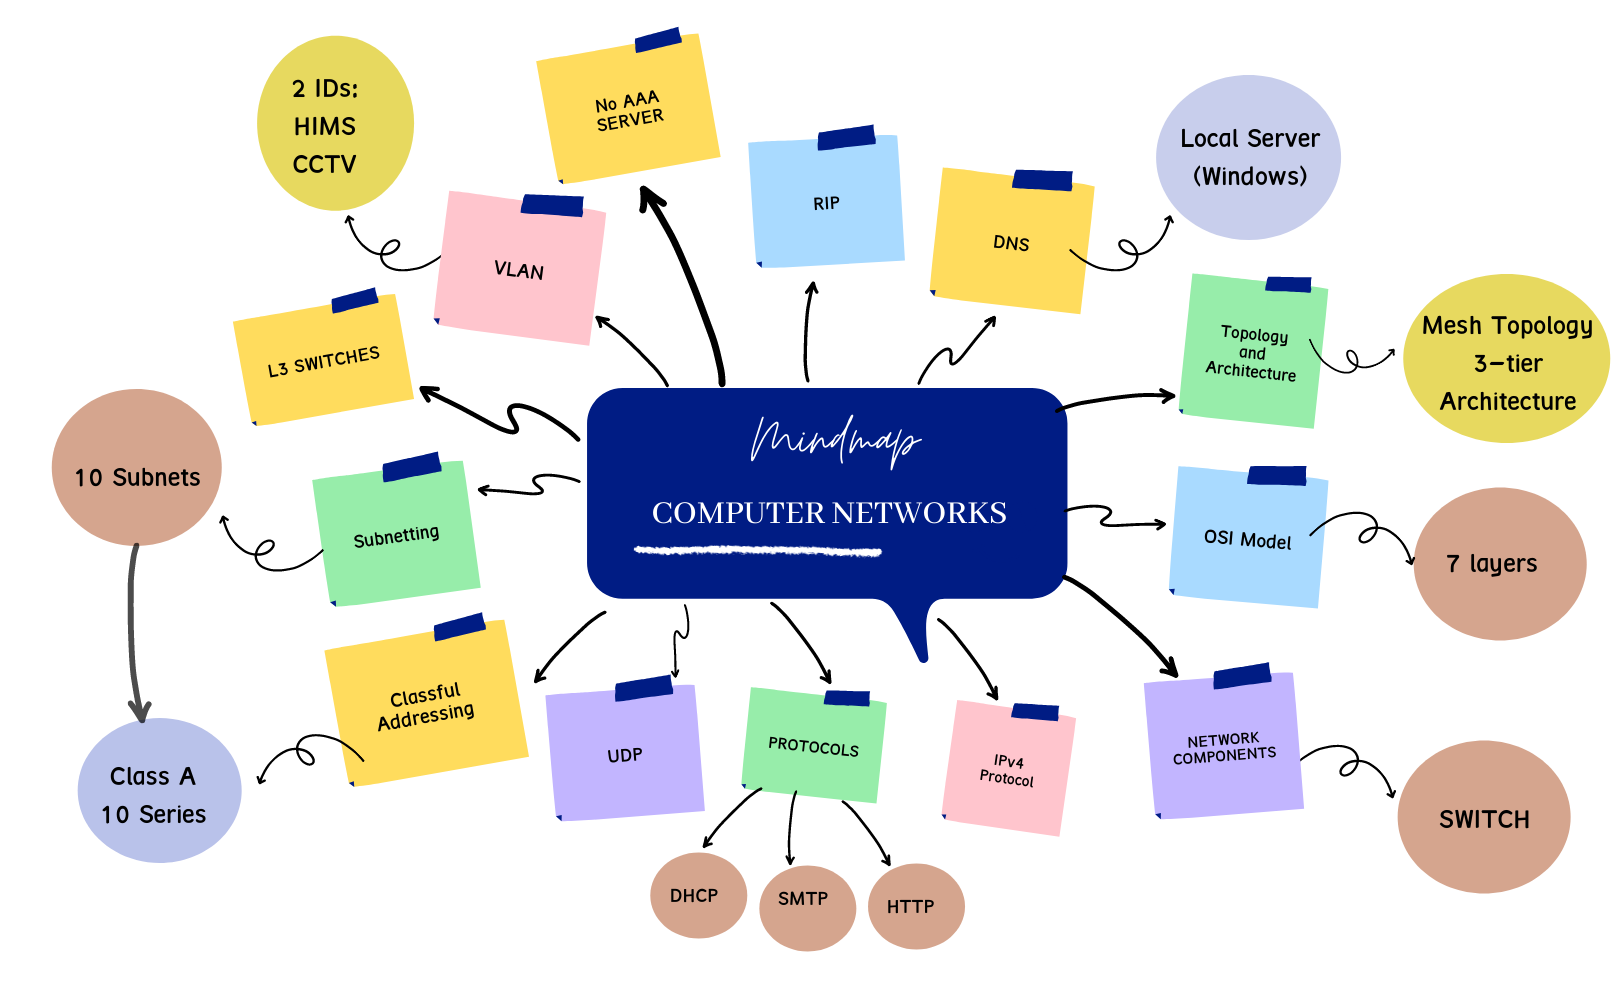 2 IDs:
HIMS
CCTV
No AAA
SERVER
RIP
DNS
Local Server
(Windows)
VLAN
L3 SWITCHES
Topology
and
Architecture
Mesh Topology
3-tier
Architecture
10 Subnets
Subnetting
Mindmap
COMPUTER NETWORKS
OSI Model
7 layers
Classful
Addressing
Class A
10 Series
UDP
PROTOCOLS
DHCP
SMTP
HTTP
IPv4
Protocol
NETWORK
COMPONENTS
SWITCH